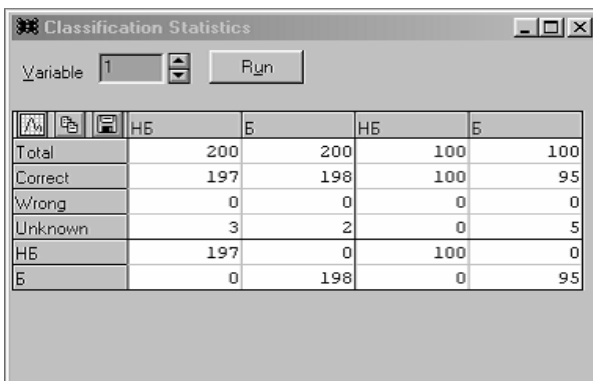 Classification Statistics
Variable 1 Run
НБ Б НБ Б
Total 200 200 100 100
Correct 197 198 100 95
Wrong 0 0 0 0
Unknown 3 2 0 5
НБ 197 0 100 0
Б 0 198 0 95